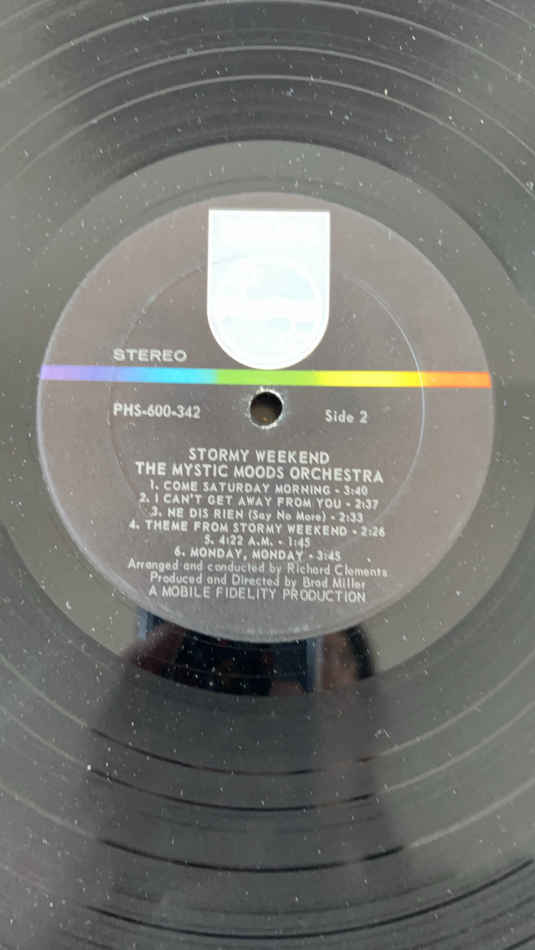 STEREO
PHS-600-342
Side 2
STORMY WEEKEND
THE MYSTIC MOODS ORCHESTRA
1. COME SATURDAY MORNING - 3:40
2. I CAN'T GET AWAY FROM YOU - 2:37
3. NE DIS RIEN (Say No More) - 2:33
4. THEME FROM STORMY WEEKEND - 2:26
5. 4:22 A.M. - 1:45
6. MONDAY, MONDAY - 3:45
Arranged and conducted by Richard Clements
Produced and Directed by Brad Miller
A MOBILE FIDELITY PRODUCTION